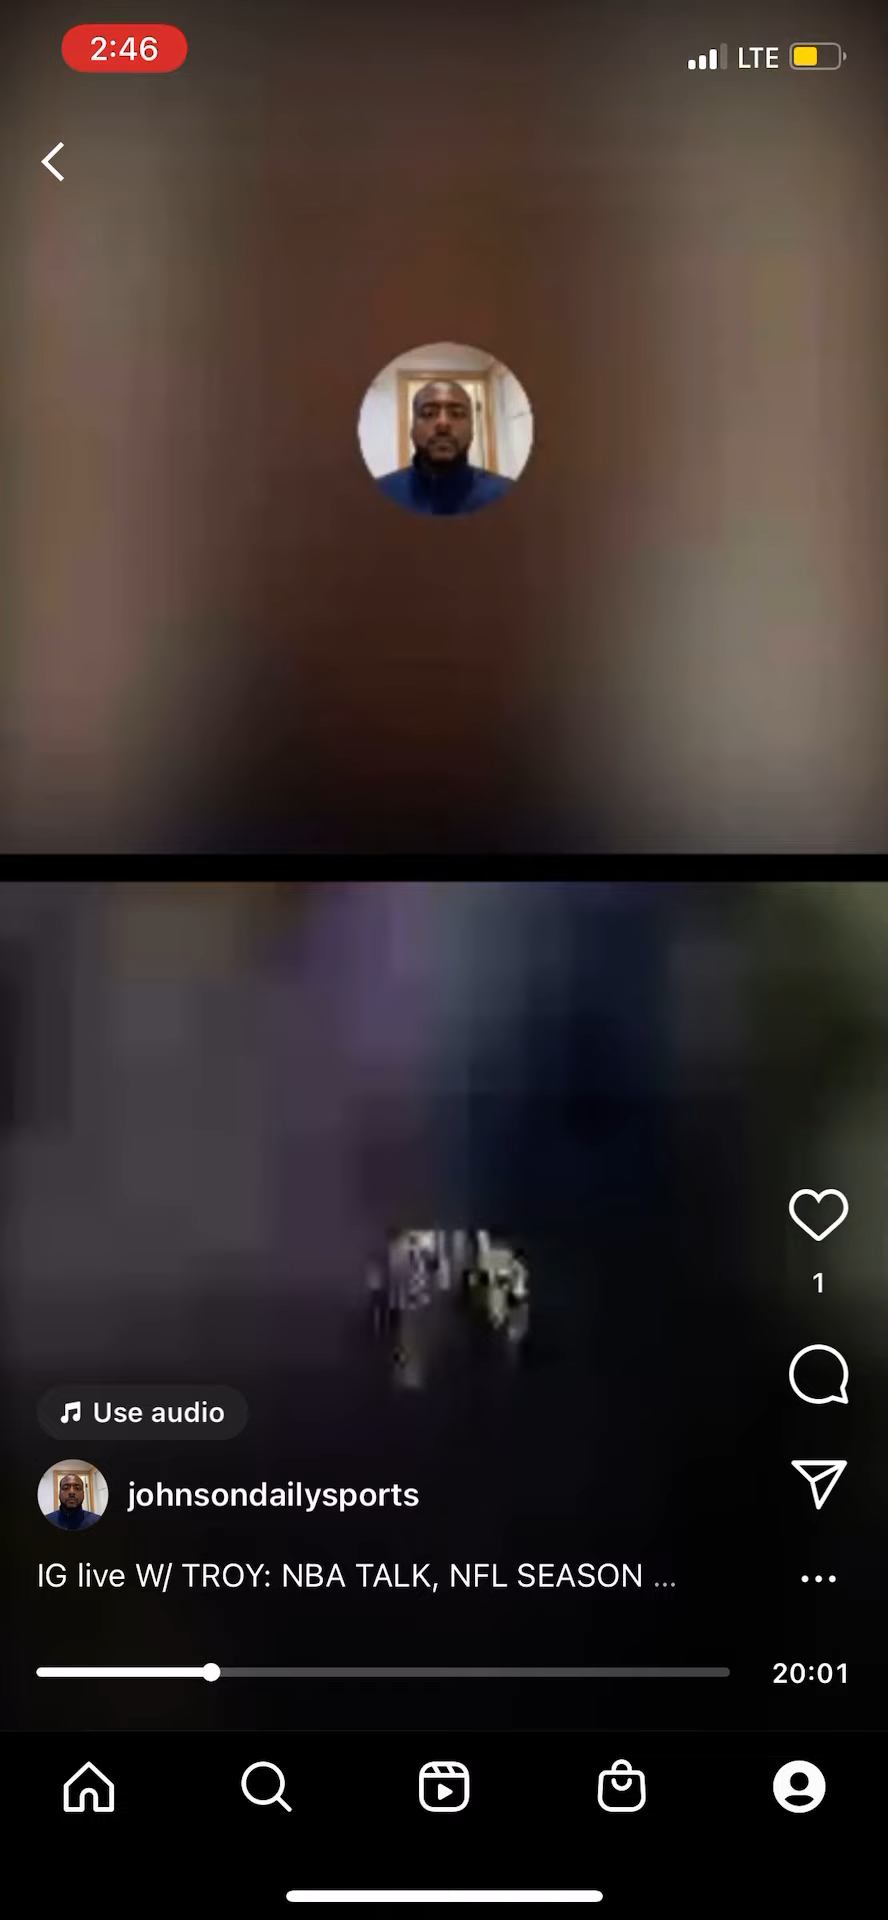 2:46
LTE
1
Use audio
johnsondailysports
IG live W/ TROY: NBA TALK, NFL SEASON ...
20:01